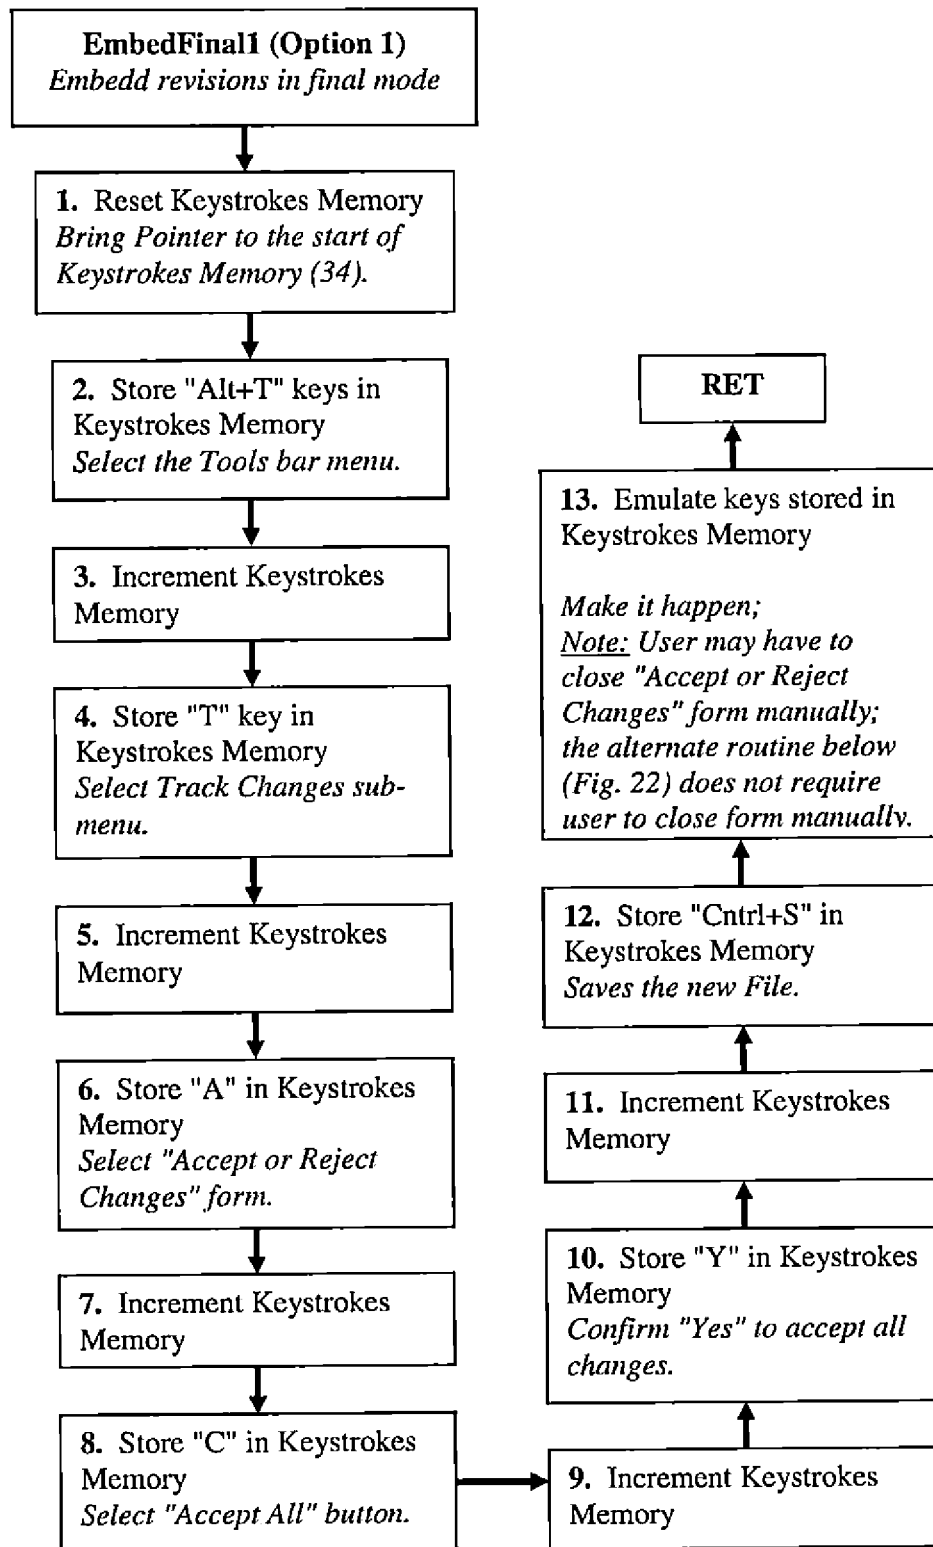 EmbedFinal1 (Option 1)
Embedd revisions in final mode
1. Reset Keystrokes Memory
Bring Pointer to the start of
Keystrokes Memory (34).
2. Store "Alt+T" keys in
Keystrokes Memory
Select the Tools bar menu.
3. Increment Keystrokes
Memory
4. Store "T" key in
Keystrokes Memory
Select Track Changes sub-
menu.
5. Increment Keystrokes
Memory
6. Store "A" in Keystrokes
Memory
Select "Accept or Reject
Changes" form.
7. Increment Keystrokes
Memory
8. Store "C" in Keystrokes
Memory
Select "Accept All" button.
9. Increment Keystrokes
Memory
10. Store "Y" in Keystrokes
Memory
Confirm "Yes" to accept all
changes.
11. Increment Keystrokes
Memory
12. Store "Cntrl+S" in
Keystrokes Memory
Saves the new File.
13. Emulate keys stored in
Keystrokes Memory
Make it happen;
Note: User may have to
close "Accept or Reject
Changes" form manually;
the alternate routine below
(Fig. 22) does not require
user to close form manually.
RET